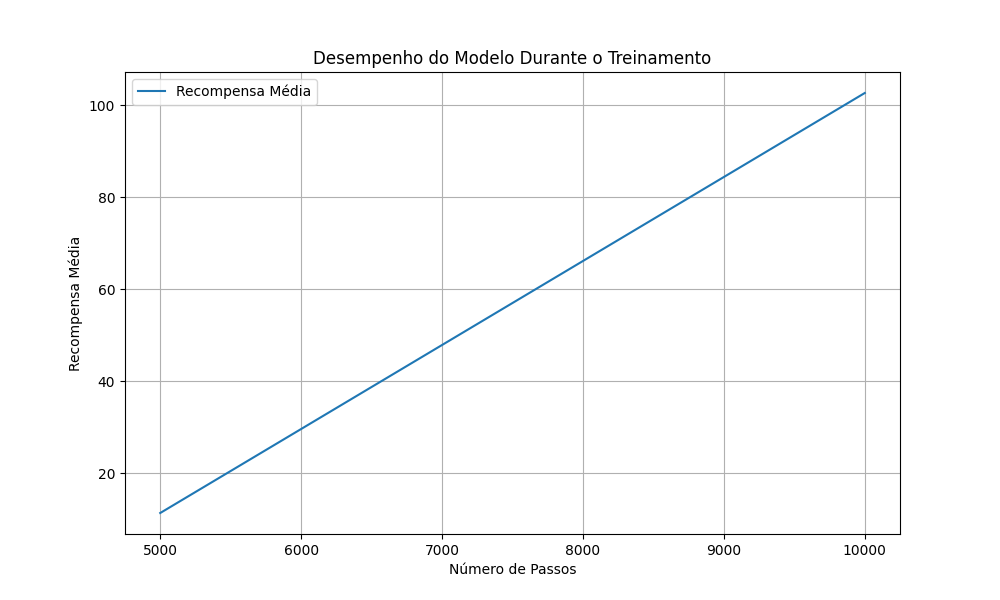 Desempenho do Modelo Durante o Treinamento
Recompensa Média
100
80
60
40
20
Recompensa Média
5000
6000
7000
8000
9000
10000
Número de Passos